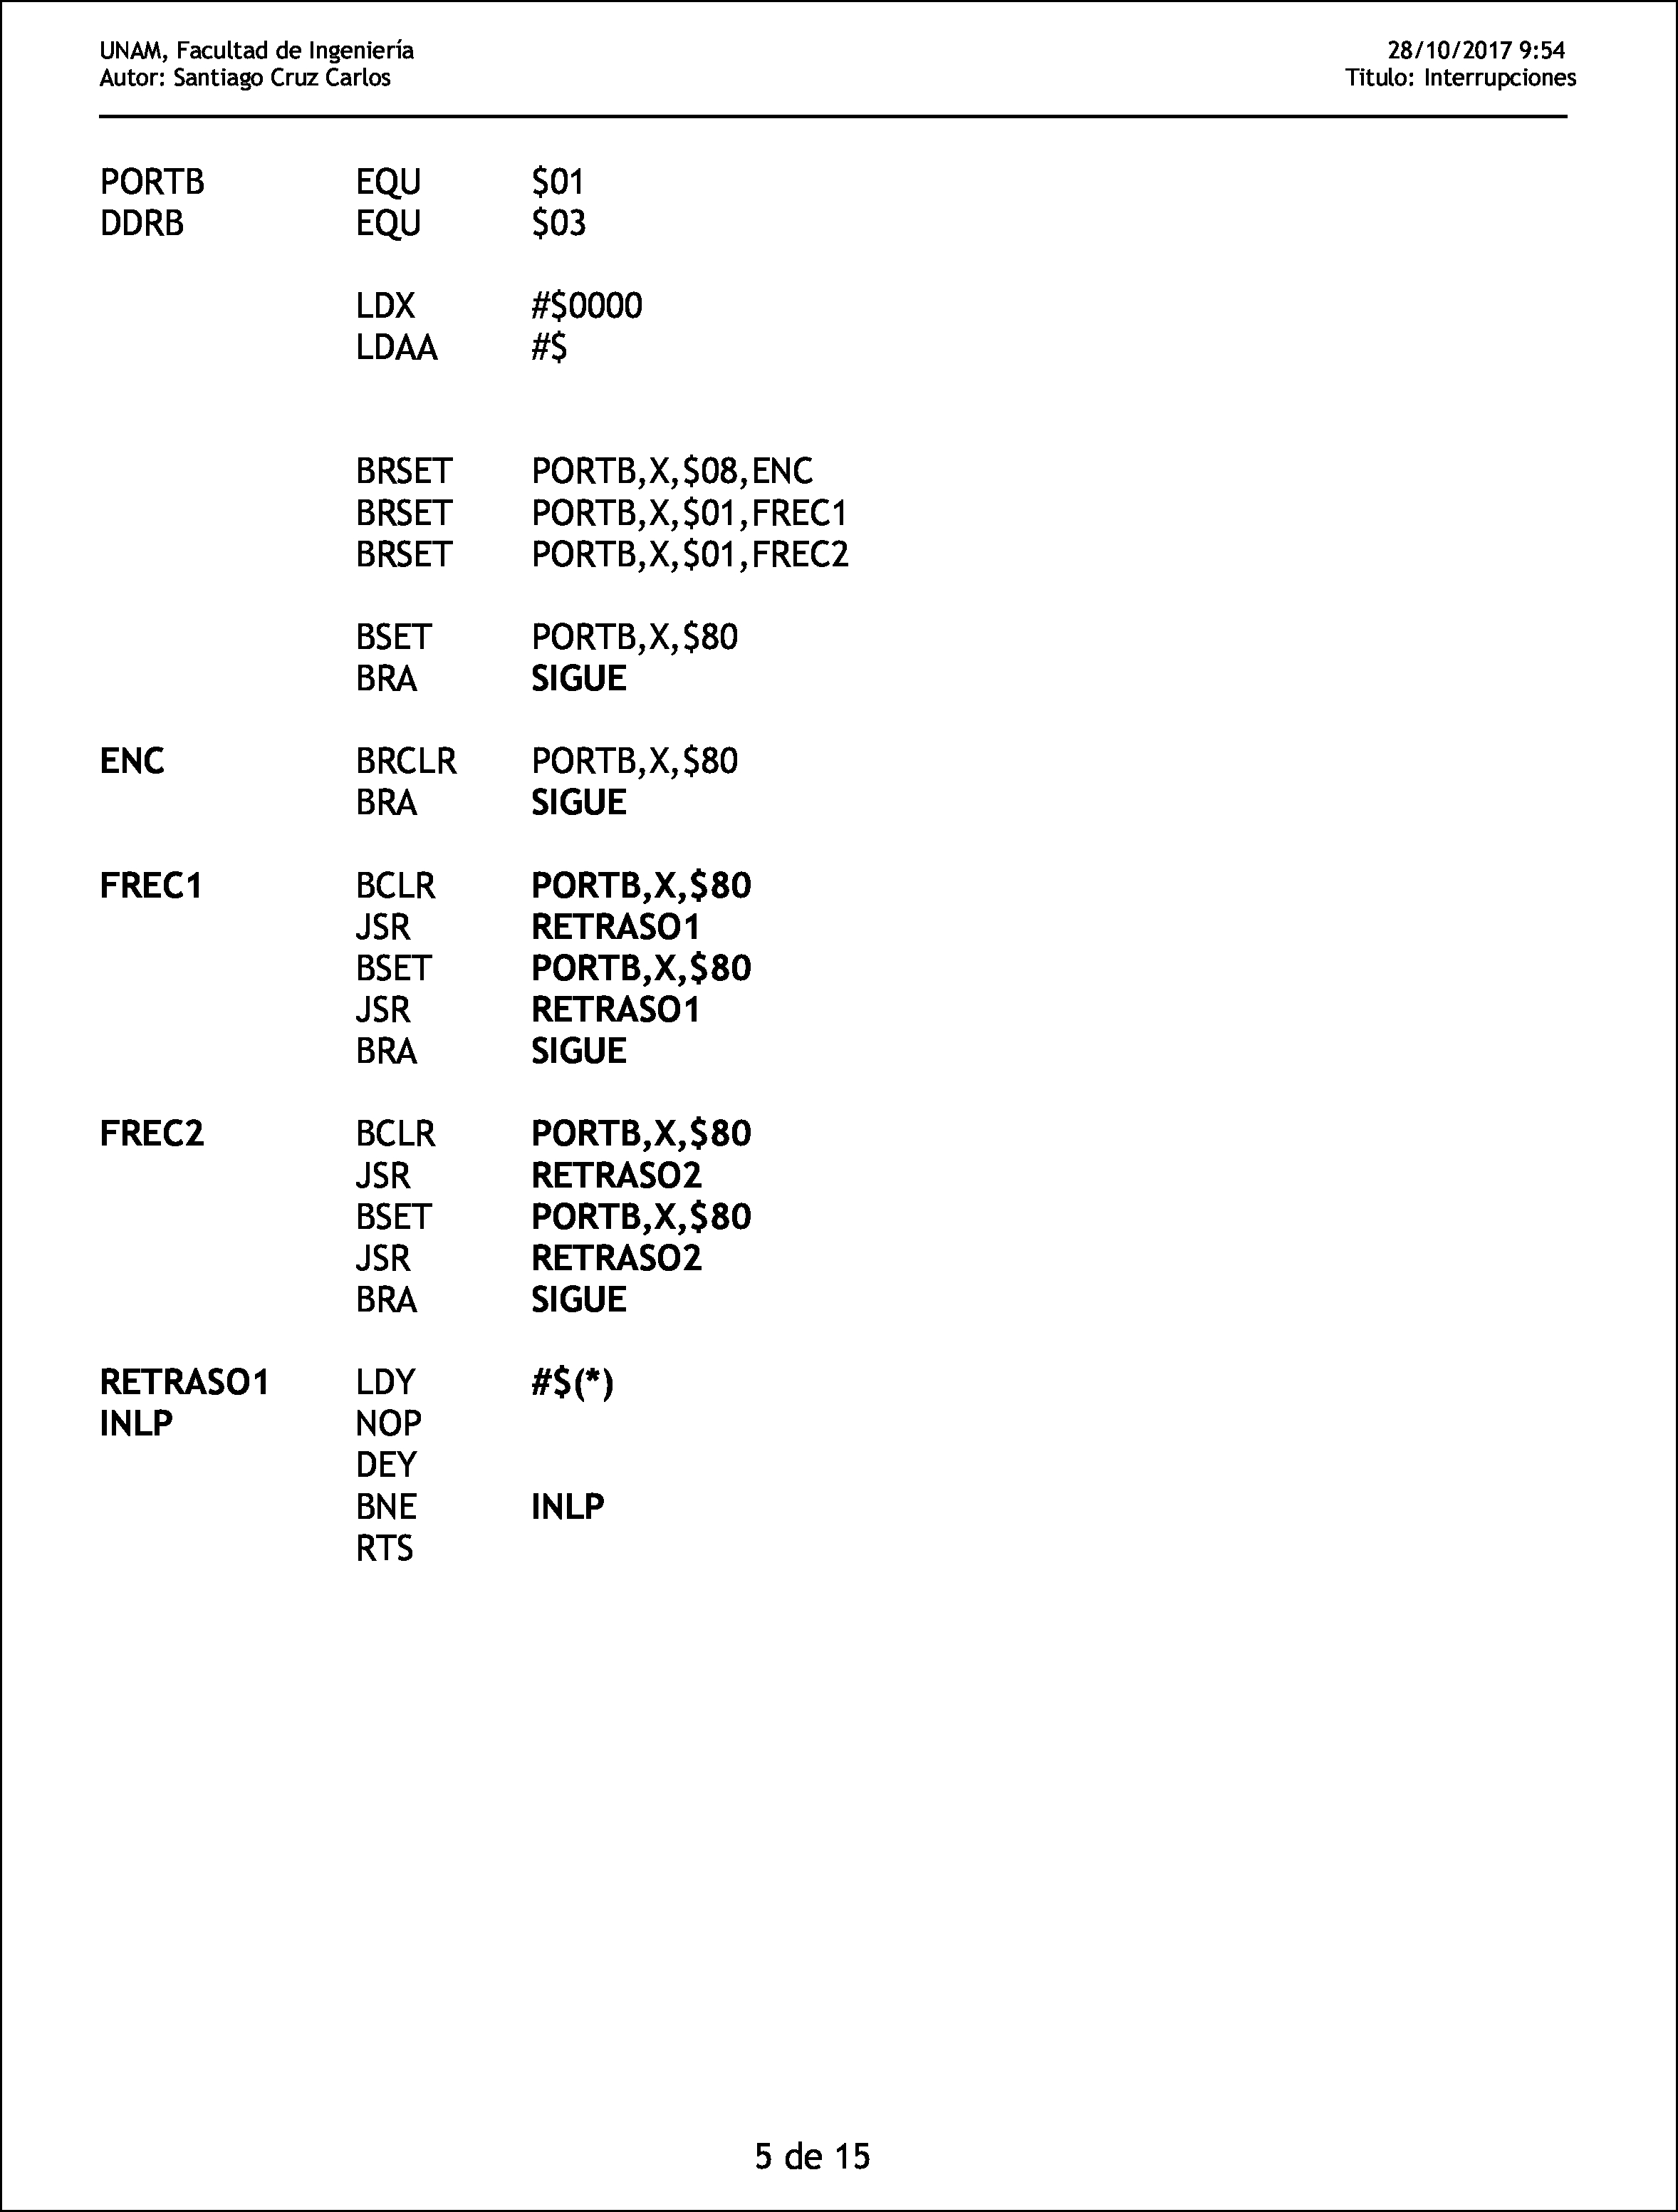 UNAM, Facultad de Ingeniería 28/10/2017 9:54
Autor: Santiago Cruz Carlos Titulo: Interrupciones
PORTB EQU $01
DDRB EQU $03
LDX #$0000
LDAA #$
BRSET PORTB,X,$08,ENC
BRSET PORTB,X,$01,FREC1
BRSET PORTB,X,$01,FREC2
BSET PORTB,X,$80
BRA SIGUE
ENC BRCLR PORTB,X,$80
BRA SIGUE
FREC1 BCLR PORTB,X,$80
JSR RETRASO1
BSET PORTB,X,$80
JSR RETRASO1
BRA SIGUE
FREC2 BCLR PORTB,X,$80
JSR RETRASO2
BSET PORTB,X,$80
JSR RETRASO2
BRA SIGUE
RETRASO1 LDY #$(*)
INLP NOP
DEY
BNE INLP
RTS
5 de 15